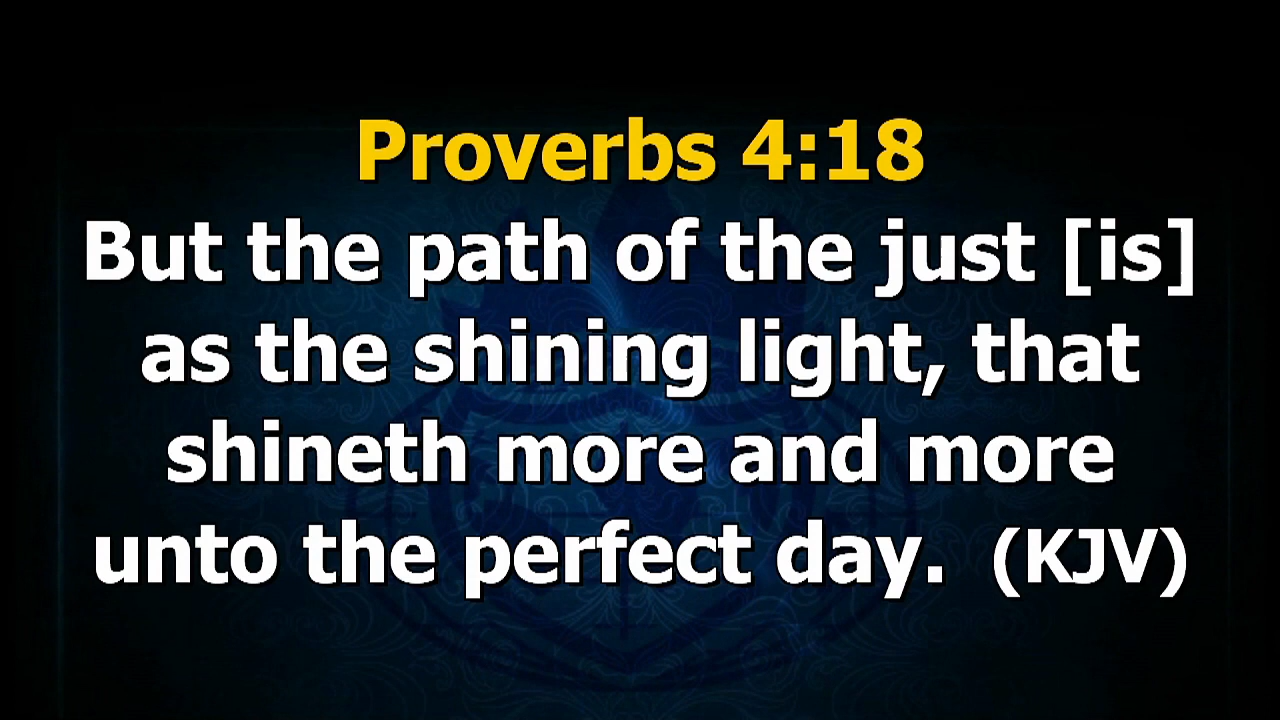 Proverbs 4:18
But the path of the just [is]
as the shining light, that
shineth more and more
unto the perfect day.  (KJV)